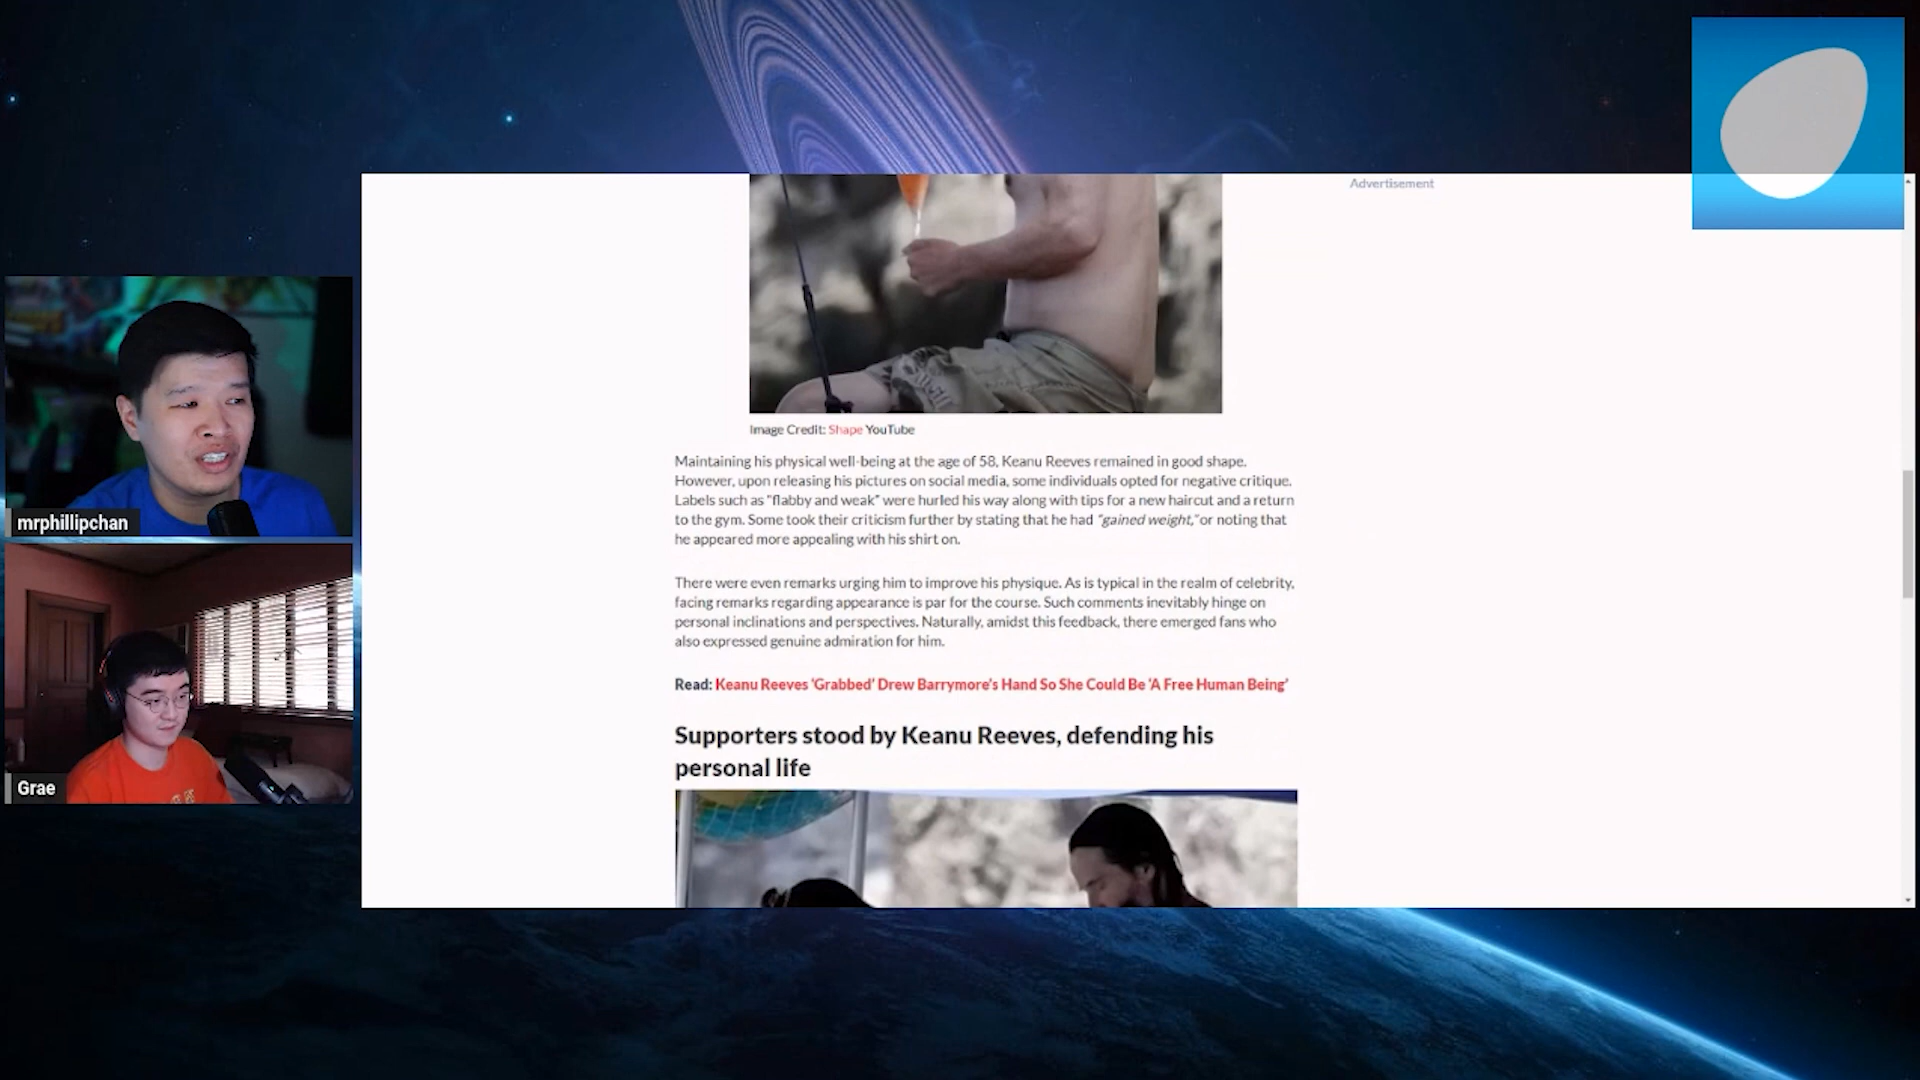 Advertisement
Image Credit: Shape YouTube
Maintaining his physical well-being at the age of 58, Keanu Reeves remained in good shape.
However, upon releasing his pictures on social media, some individuals opted for negative critique.
Labels such as "flabby and weak" were hurled his way along with tips for a new haircut and a return
to the gym. Some took their criticism further by stating that he had "gained weight," or noting that
he appeared more appealing with his shirt on.
There were even remarks urging him to improve his physique. As is typical in the realm of celebrity,
facing remarks regarding appearance is par for the course. Such comments inevitably hinge on
personal inclinations and perspectives. Naturally, amidst this feedback, there emerged fans who
also expressed genuine admiration for him.
Read: Keanu Reeves 'Grabbed' Drew Barrymore's Hand So She Could Be 'A Free Human Being'
Supporters stood by Keanu Reeves, defending his
personal life
mrphillipchan
Grae